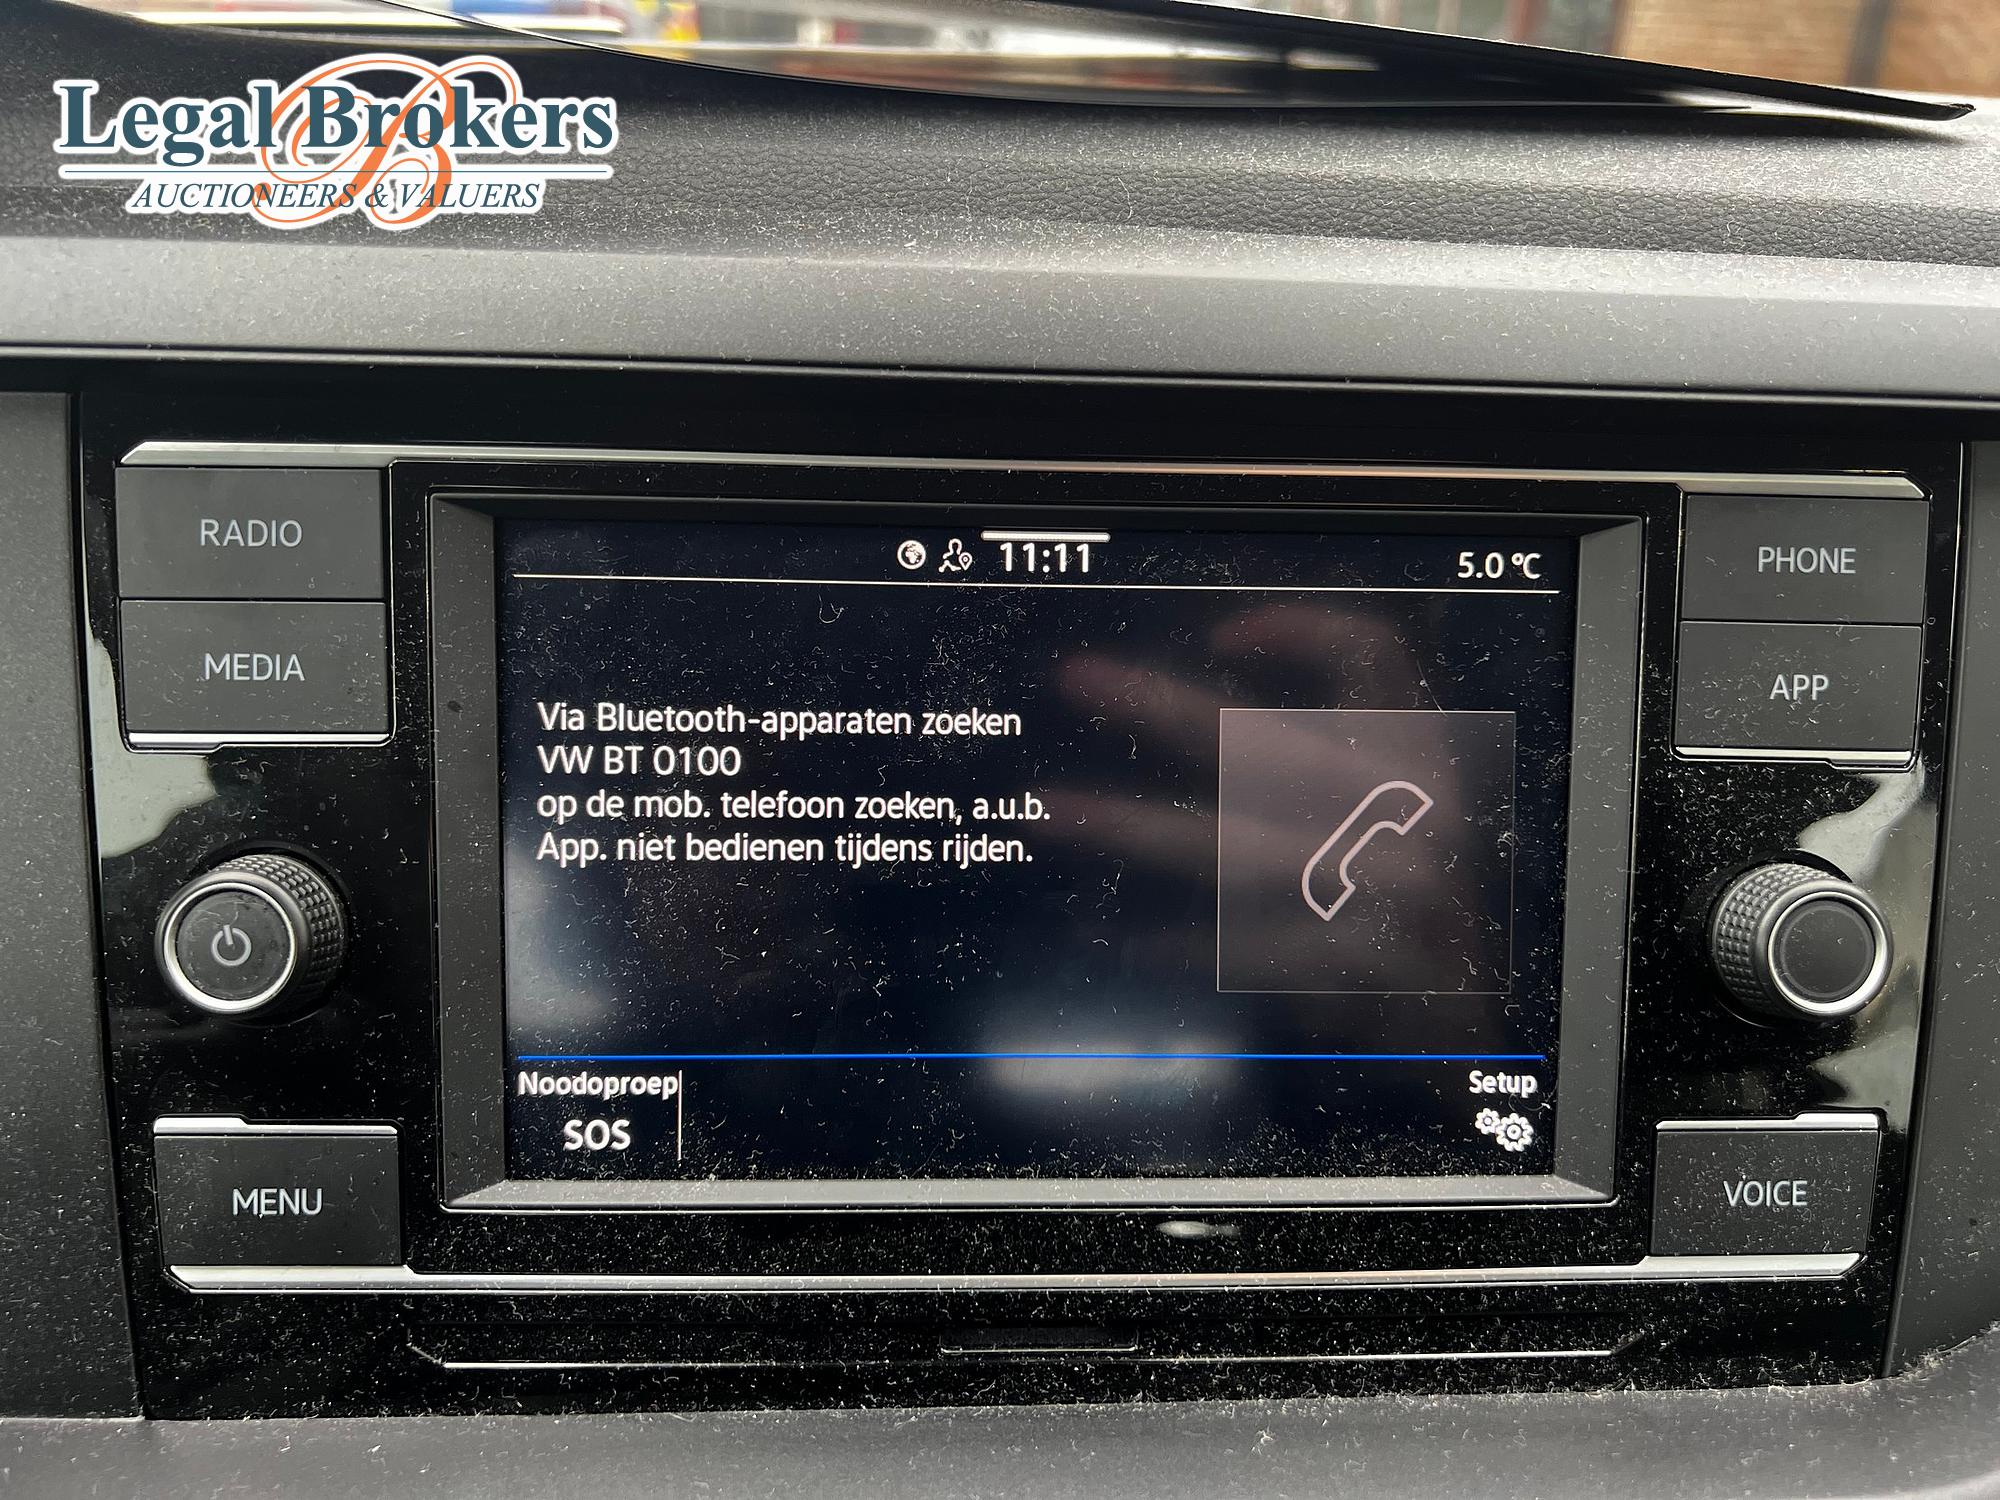 Legal Brokers
AUCTIONEERS & VALUERS
RADIO
MEDIA
MENU
11:11
5.0 °C
Via Bluetooth-apparaten zoeken
VW BT 0100
op de mob. telefoon zoeken, a.u.b.
App. niet bedienen tijdens rijden.
Noodoproep
SOS
Setup
PHONE
APP
VOICE